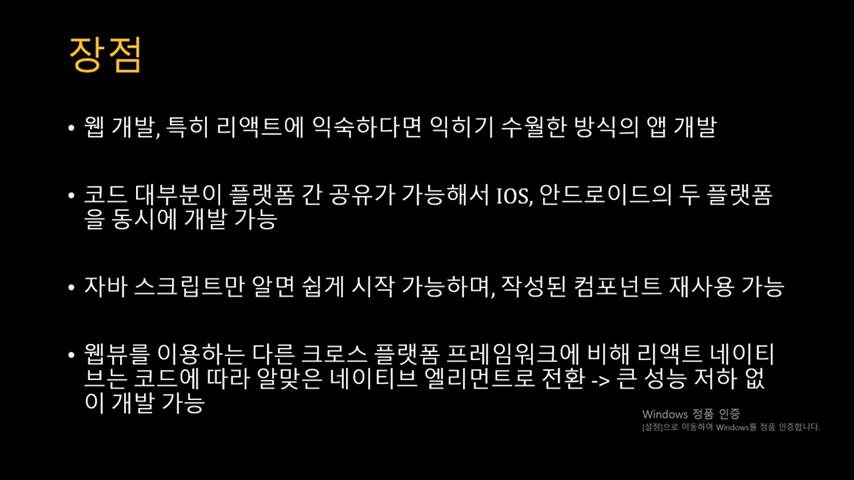 장점
• 웹 개발, 특히 리액트에 익숙하다면 익히기 수월한 방식의 앱 개발
• 코드 대부분이 플랫폼 간 공유가 가능해서 IOS, 안드로이드의 두 플랫폼
을 동시에 개발 가능
• 자바 스크립트만 알면 쉽게 시작 가능하며, 작성된 컴포넌트 재사용 가능
• 웹뷰를 이용하는 다른 크로스 플랫폼 프레임워크에 비해 리액트 네이티
브는 코드에 따라 알맞은 네이티브 엘리먼트로 전환 -> 큰 성능 저하 없
이 개발 가능
Windows 정품 인증
[설정]으로 이동하여 Windows를 정품 인증합니다.